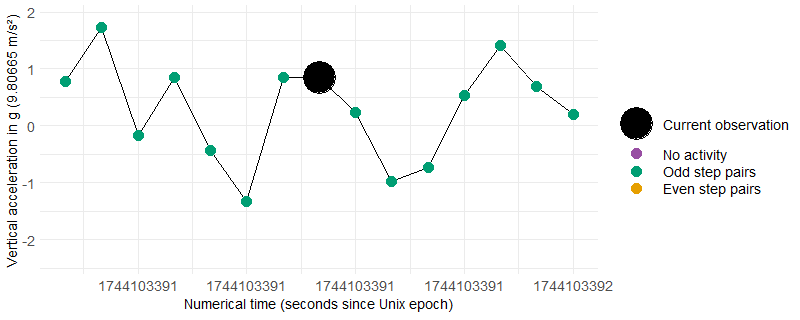 Vertical acceleration in g (9.80665 m/s²)
2
1
0
-1
-2
1744103391 1744103391 1744103391 1744103391 1744103392
Numerical time (seconds since Unix epoch)
Current observation
No activity
Odd step pairs
Even step pairs